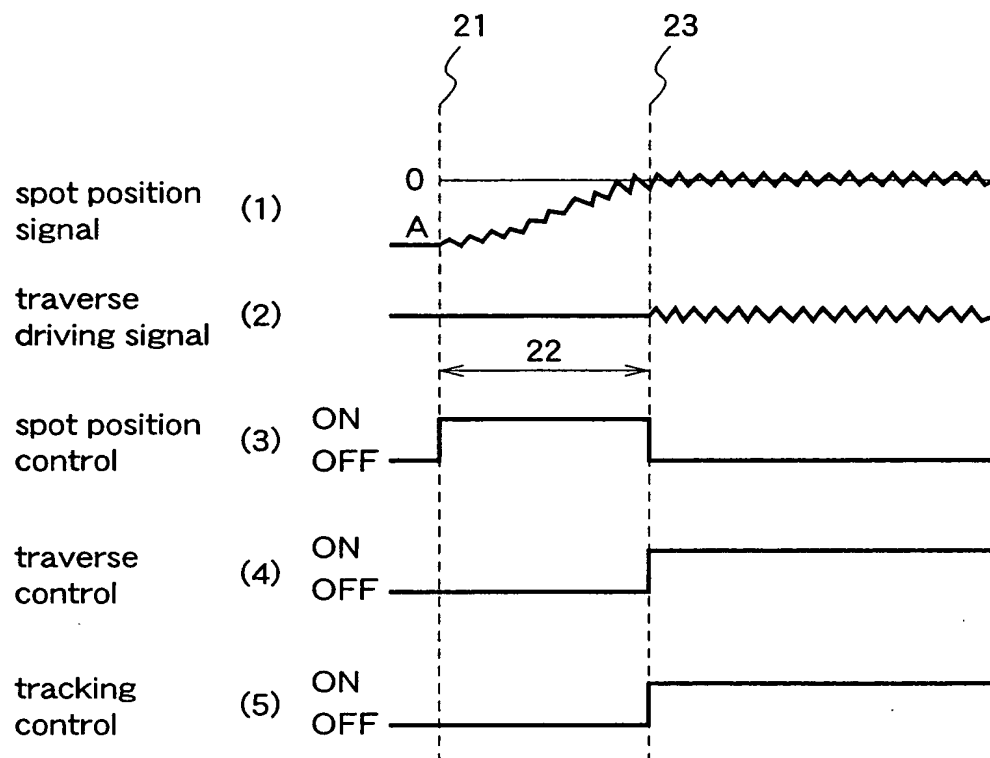 21 23
spot position
signal
(1)
0
A
traverse
driving signal
(2)
22
spot position
control
(3)
ON
OFF
traverse
control
(4)
ON
OFF
tracking
control
(5)
ON
OFF